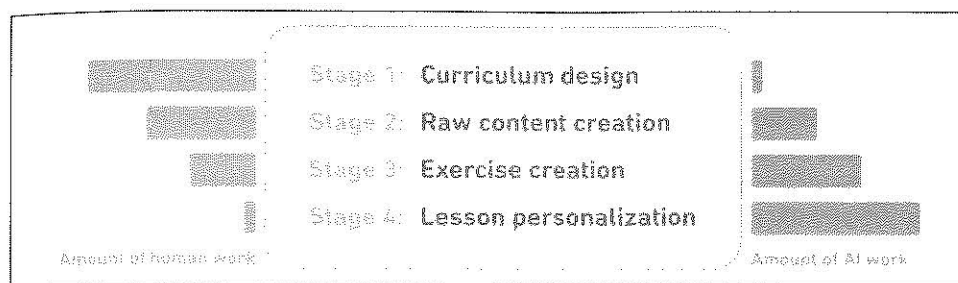 Stage 1: Curriculum design
Stage 2: Raw content creation
Stage 3: Exercise creation
Stage 4: Lesson personalization
Amount of human work
Amount of AI work